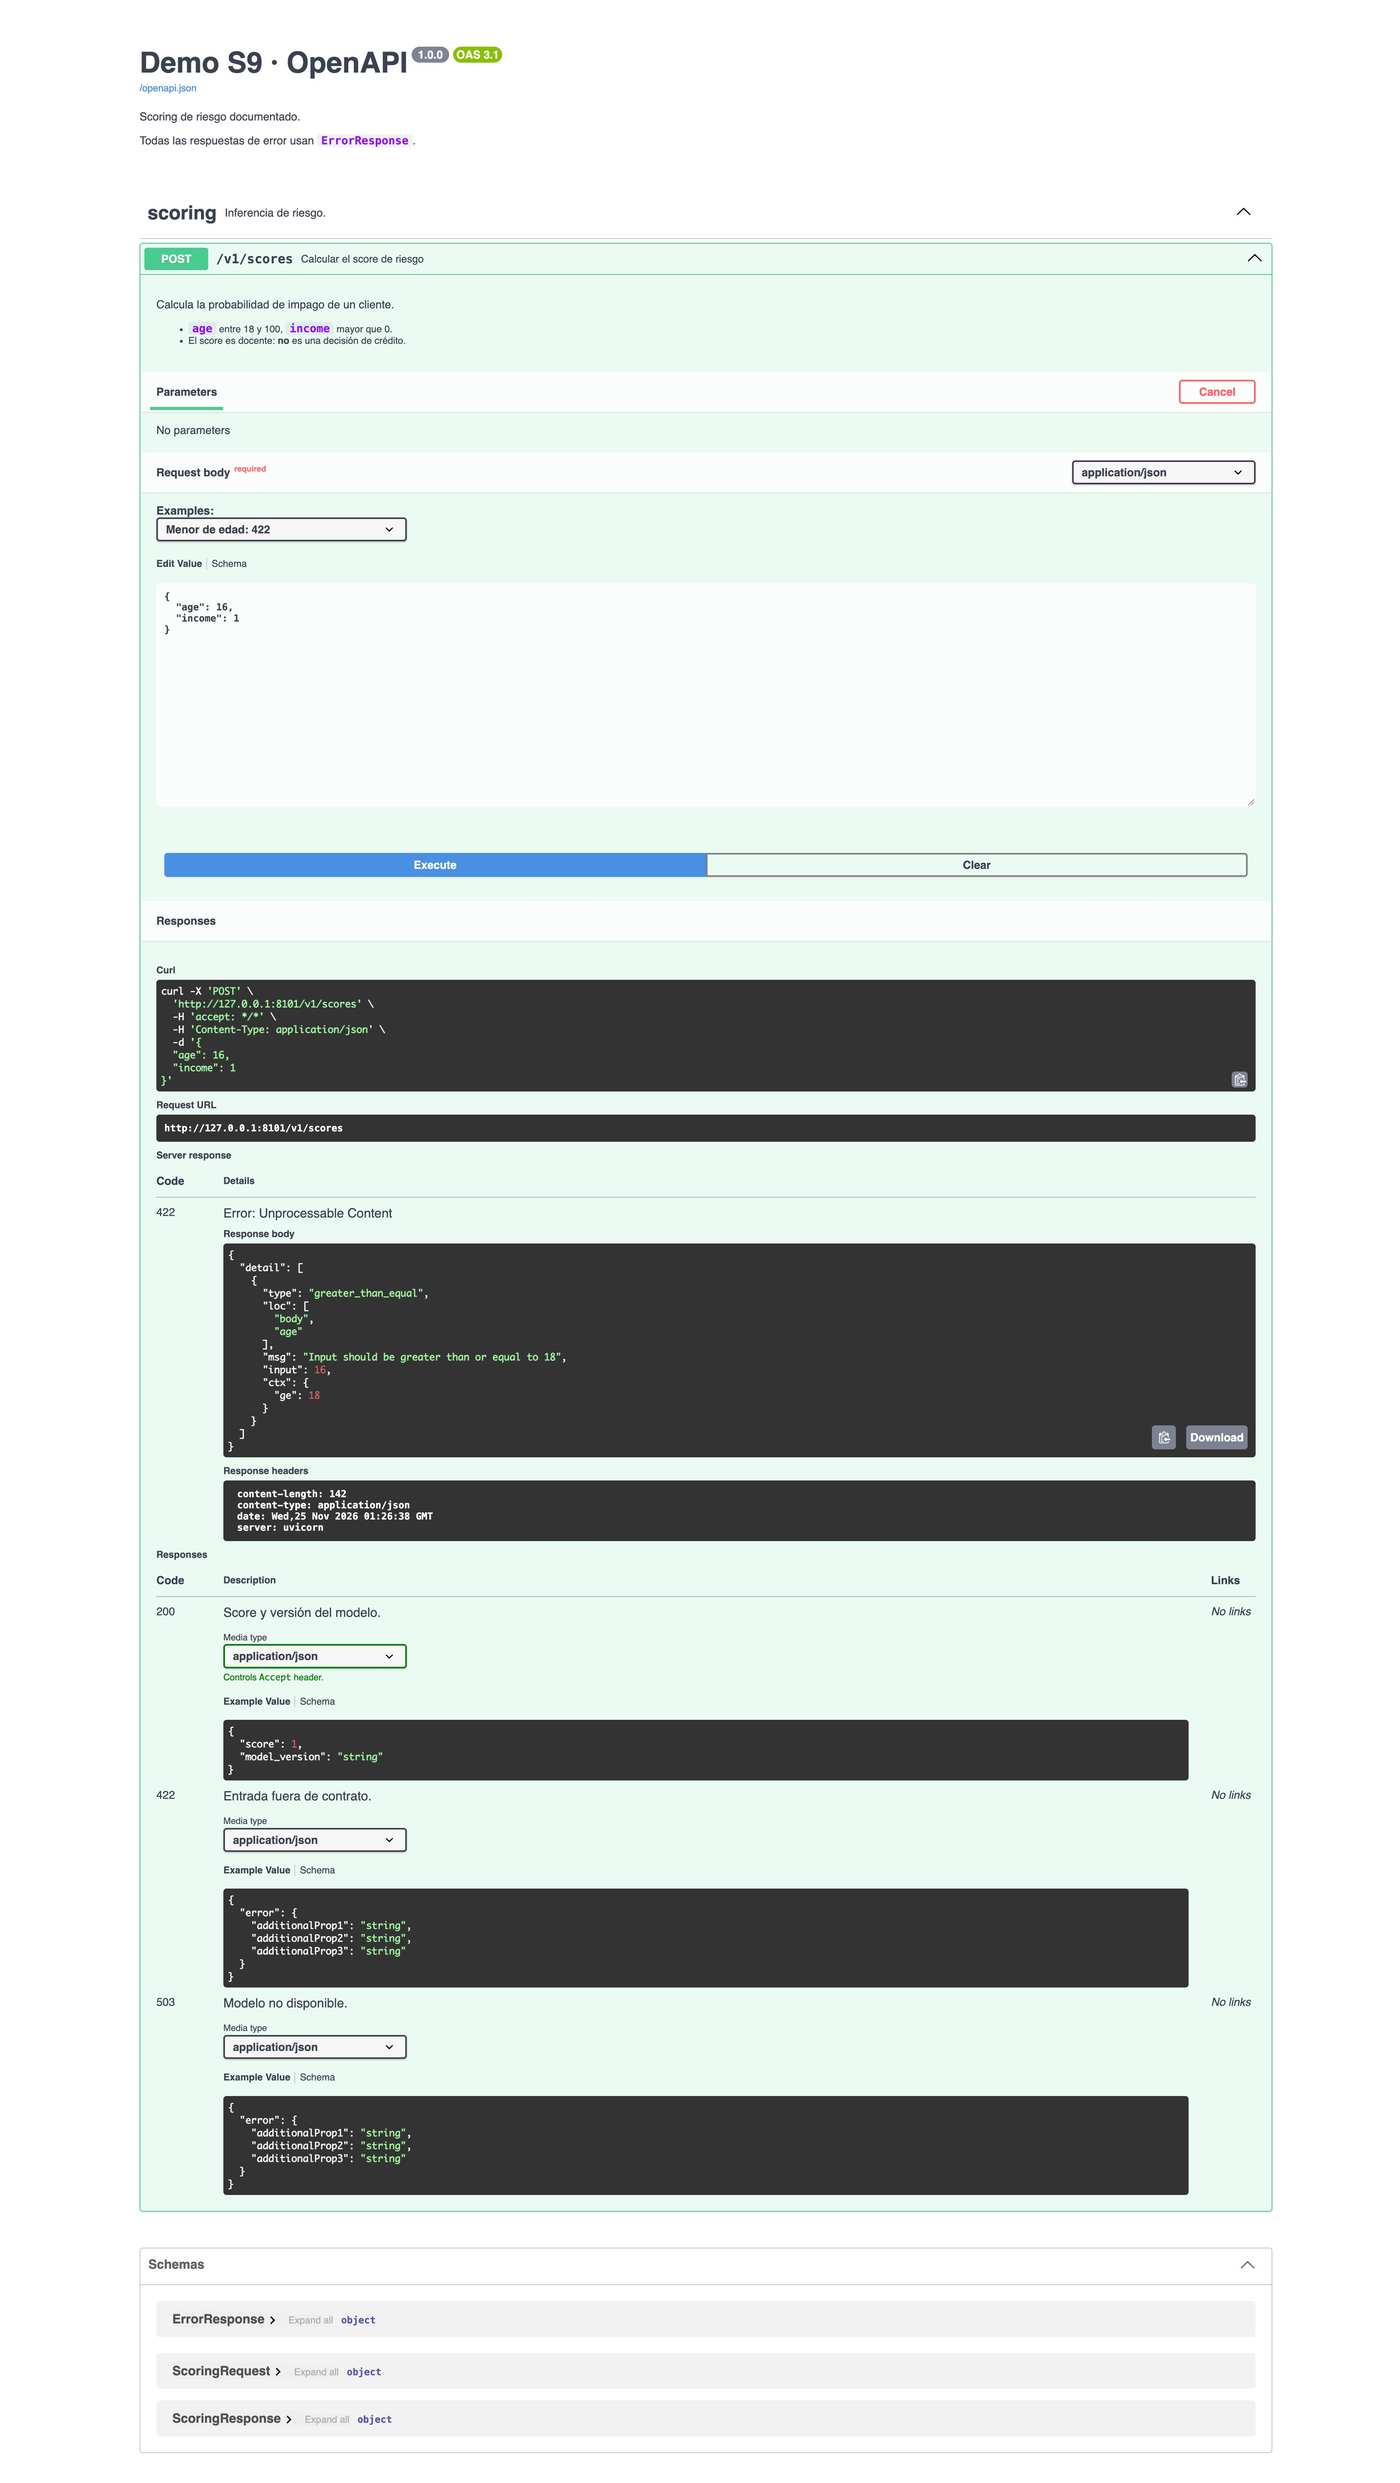 Demo S9 · OpenAPI 1.0.0 OAS 3.1
/openapi.json
Scoring de riesgo documentado.
Todas las respuestas de error usan ErrorResponse.
scoring Inferencia de riesgo.
POST /v1/scores Calcular el score de riesgo
Calcula la probabilidad de impago de un cliente.
• age entre 18 y 100, income mayor que 0.
• El score es docente: no es una decisión de crédito.
Parameters Cancel
No parameters
Request body required application/json
Examples:
Menor de edad: 422
Edit Value | Schema
{
  "age": 16,
  "income": 1
}
Execute Clear
Responses
Curl
curl -X 'POST' \
  'http://127.0.0.1:8101/v1/scores' \
  -H 'accept: */*' \
  -H 'Content-Type: application/json' \
  -d '{
  "age": 16,
  "income": 1
}'
Request URL
http://127.0.0.1:8101/v1/scores
Server response
Code Details
422 Error: Unprocessable Content
Response body
{
  "detail": [
    {
      "type": "greater_than_equal",
      "loc": [
        "body",
        "age"
      ],
      "msg": "Input should be greater than or equal to 18",
      "input": 16,
      "ctx": {
        "ge": 18
      }
    }
  ]
}
Download
Response headers
content-length: 142
content-type: application/json
date: Wed,25 Nov 2026 01:26:38 GMT
server: uvicorn
Responses
Code Description Links
200 Score y versión del modelo. No links
Media type
application/json
Controls Accept header.
Example Value | Schema
{
  "score": 1,
  "model_version": "string"
}
422 Entrada fuera de contrato. No links
Media type
application/json
Example Value | Schema
{
  "error": {
    "additionalProp1": "string",
    "additionalProp2": "string",
    "additionalProp3": "string"
  }
}
503 Modelo no disponible. No links
Media type
application/json
Example Value | Schema
{
  "error": {
    "additionalProp1": "string",
    "additionalProp2": "string",
    "additionalProp3": "string"
  }
}
Schemas
ErrorResponse Expand all object
ScoringRequest Expand all object
ScoringResponse Expand all object